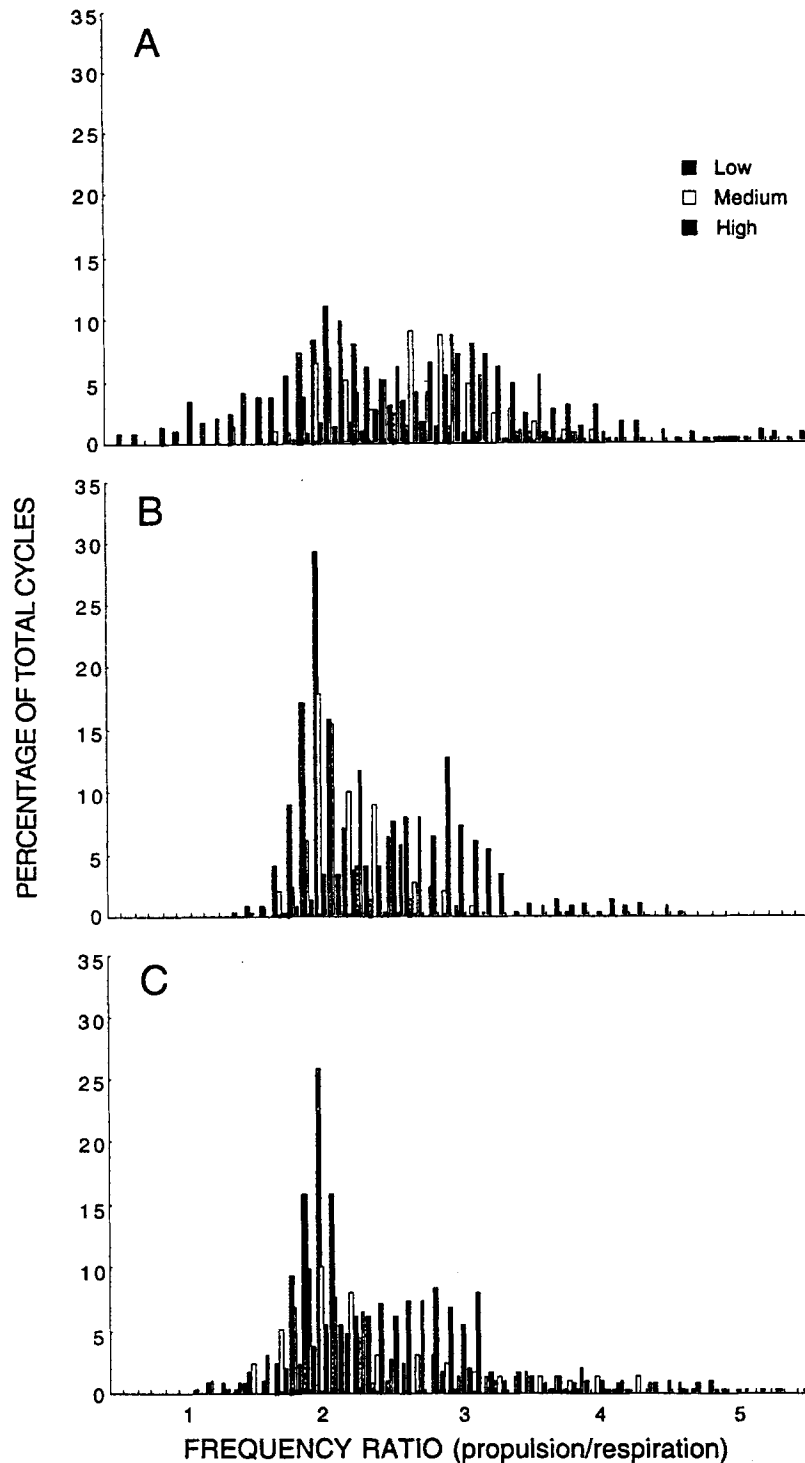 A
35
30
25
20
15
10
5
0
Low
Medium
High
B
35
30
25
20
15
10
5
0
PERCENTAGE OF TOTAL CYCLES
C
35
30
25
20
15
10
5
0
1 2 3 4 5
FREQUENCY RATIO (propulsion/respiration)